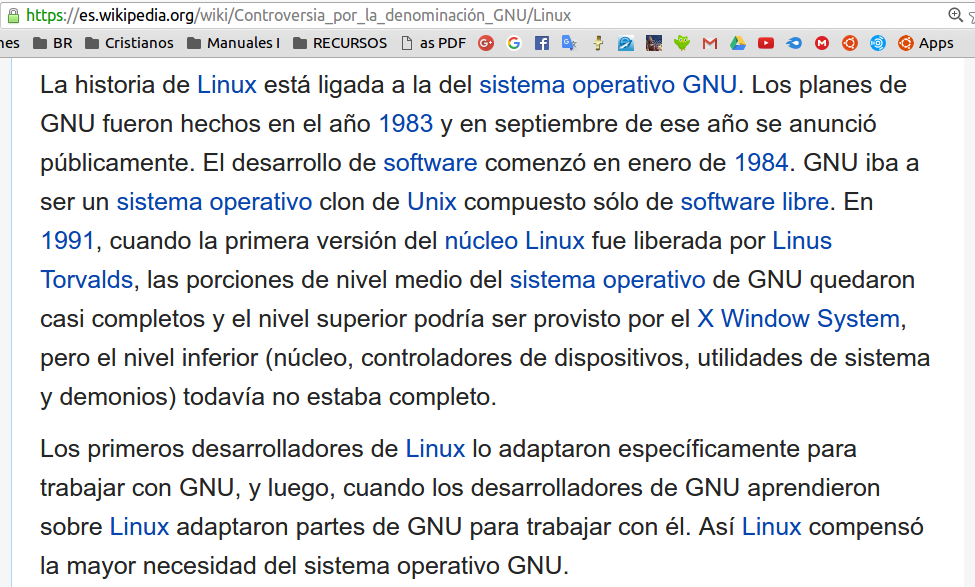 https://es.wikipedia.org/wiki/Controversia_por_la_denominación_GNU/Linux
nes BR Cristianos Manuales I RECURSOS as PDF Apps
La historia de Linux está ligada a la del sistema operativo GNU. Los planes de
GNU fueron hechos en el año 1983 y en septiembre de ese año se anunció
públicamente. El desarrollo de software comenzó en enero de 1984. GNU iba a
ser un sistema operativo clon de Unix compuesto sólo de software libre. En
1991, cuando la primera versión del núcleo Linux fue liberada por Linus
Torvalds, las porciones de nivel medio del sistema operativo de GNU quedaron
casi completos y el nivel superior podría ser provisto por el X Window System,
pero el nivel inferior (núcleo, controladores de dispositivos, utilidades de sistema
y demonios) todavía no estaba completo.
Los primeros desarrolladores de Linux lo adaptaron específicamente para
trabajar con GNU, y luego, cuando los desarrolladores de GNU aprendieron
sobre Linux adaptaron partes de GNU para trabajar con él. Así Linux compensó
la mayor necesidad del sistema operativo GNU.